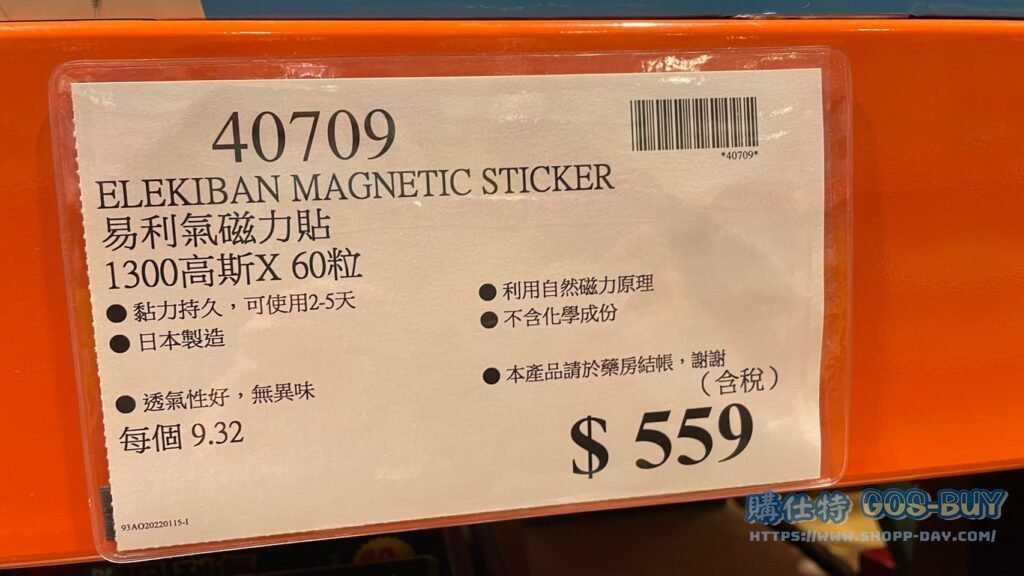 40709
*40709*
ELEKIBAN MAGNETIC STICKER
易利氣磁力貼
1300高斯X 60粒
● 黏力持久，可使用2-5天
● 利用自然磁力原理
● 日本製造
● 不含化學成份
● 本產品請於藥房結帳，謝謝
● 透氣性好，無異味
（含稅）
每個 9.32
$ 559
93AO20220115-1
購仕特 GOS-BUY
HTTPS://WWW.SHOPP-DAY.COM/